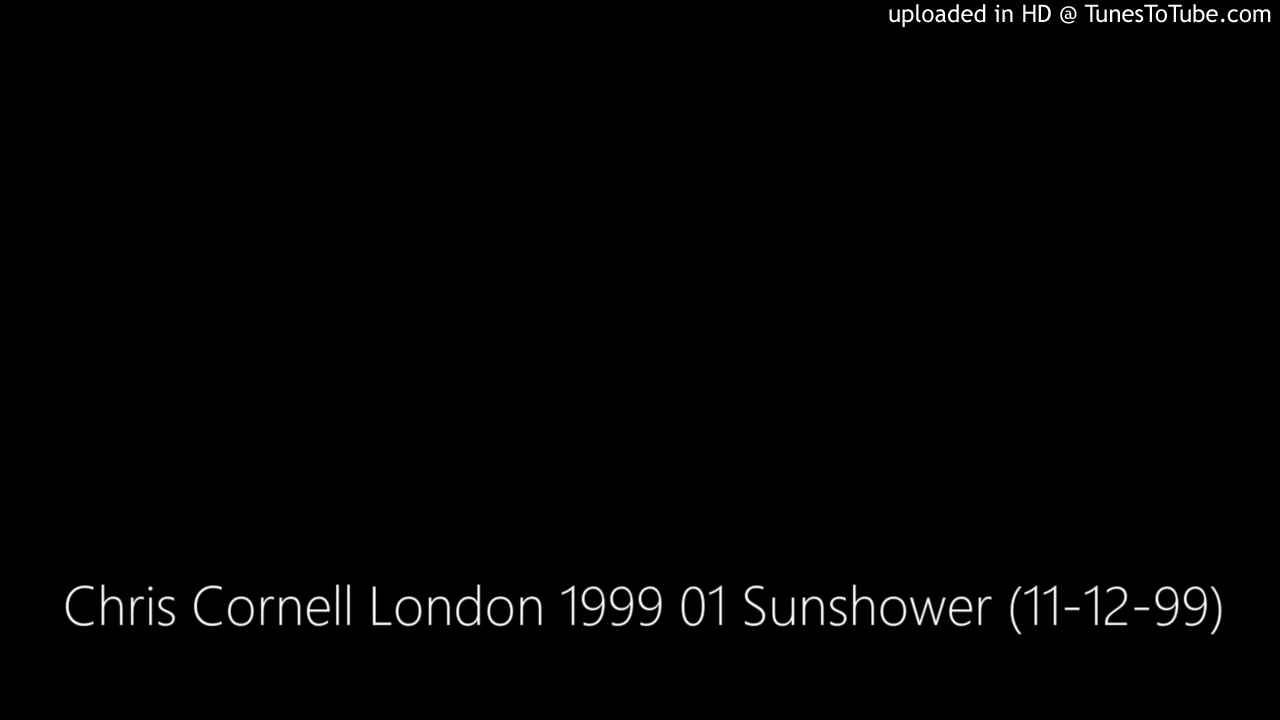 uploaded in HD @ TunesToTube.com
Chris Cornell London 1999 01 Sunshower (11-12-99)